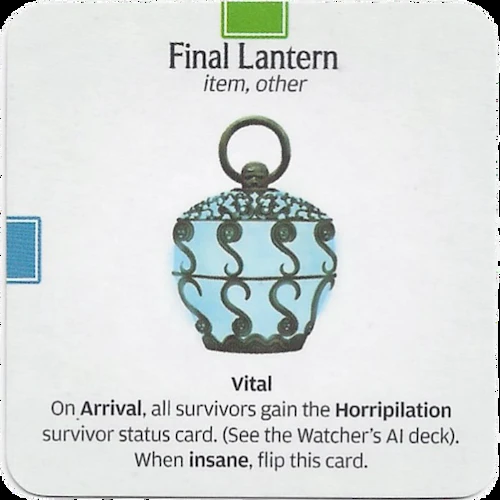 Final Lantern
item, other
Vital
On Arrival, all survivors gain the Horripilation
survivor status card. (See the Watcher's AI deck).
When insane, flip this card.